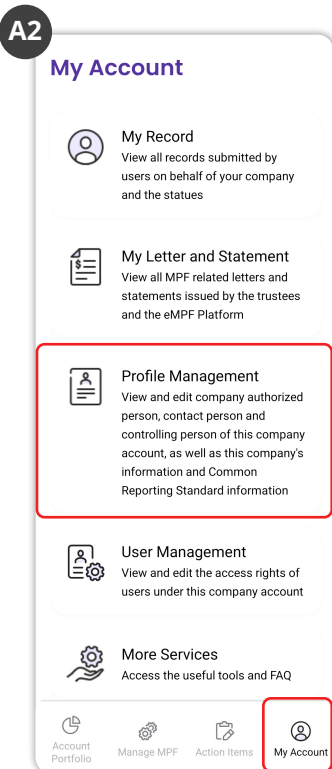 A2
My Account
My Record
View all records submitted by
users on behalf of your company
and the statues
$
My Letter and Statement
View all MPF related letters and
statements issued by the trustees
and the eMPF Platform
Profile Management
View and edit company authorized
person, contact person and
controlling person of this company
account, as well as this company's
information and Common
Reporting Standard information
User Management
View and edit the access rights of
users under this company account
More Services
Access the useful tools and FAQ
Account
Portfolio
Manage MPF
Action Items
My Account